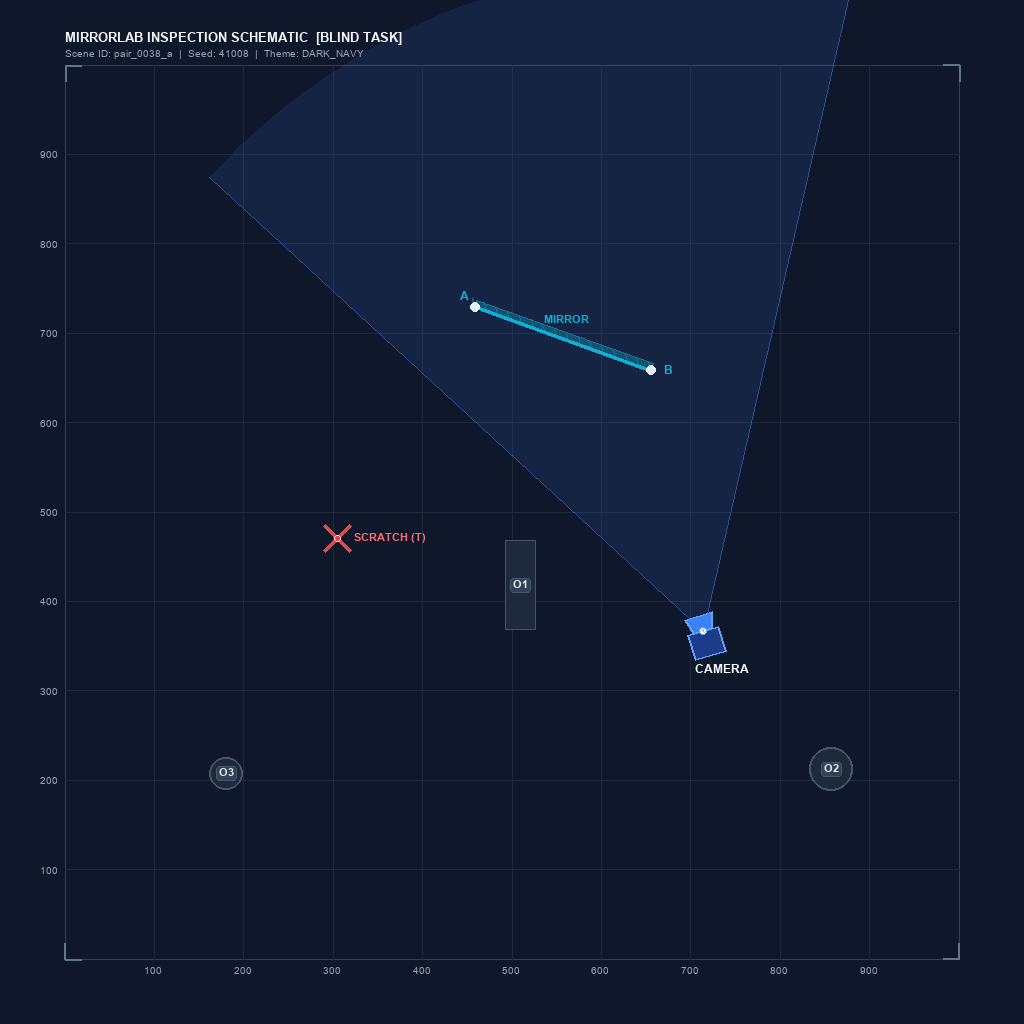 MIRRORLAB INSPECTION SCHEMATIC [BLIND TASK]
Scene ID: pair_0038_a | Seed: 41008 | Theme: DARK_NAVY
900
800
A
MIRROR
700
B
600
500
SCRATCH (T)
O1
400
CAMERA
300
O3
O2
200
100
100 200 300 400 500 600 700 800 900